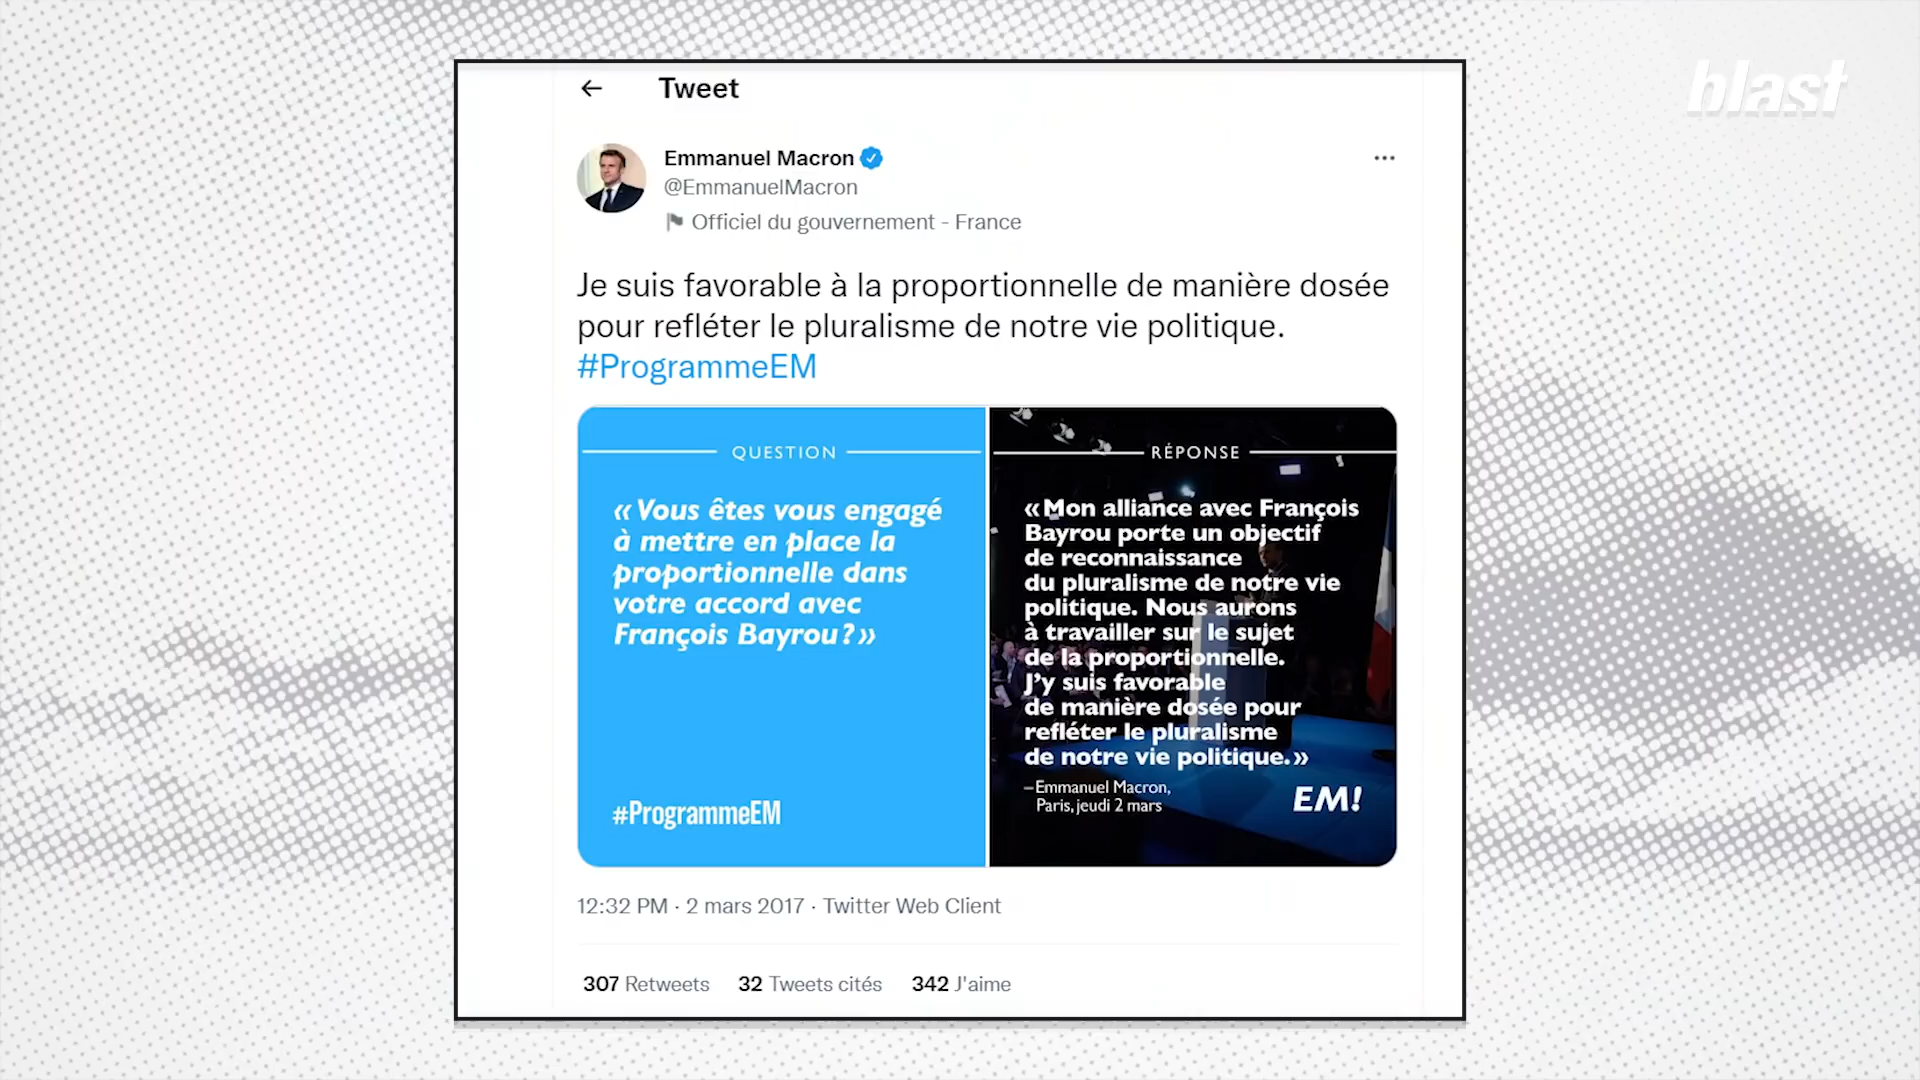 blast
Tweet
Emmanuel Macron
@EmmanuelMacron
Officiel du gouvernement - France
Je suis favorable à la proportionnelle de manière dosée
pour refléter le pluralisme de notre vie politique.
#ProgrammeEM
QUESTION
« Vous êtes vous engagé
à mettre en place la
proportionnelle dans
votre accord avec
François Bayrou ? »
#ProgrammeEM
RÉPONSE
« Mon alliance avec François
Bayrou porte un objectif
de reconnaissance
du pluralisme de notre vie
politique. Nous aurons
à travailler sur le sujet
de la proportionnelle.
J’y suis favorable
de manière dosée pour
refléter le pluralisme
de notre vie politique. »
– Emmanuel Macron,
Paris, jeudi 2 mars
EM!
12:32 PM · 2 mars 2017 · Twitter Web Client
307 Retweets 32 Tweets cités 342 J'aime